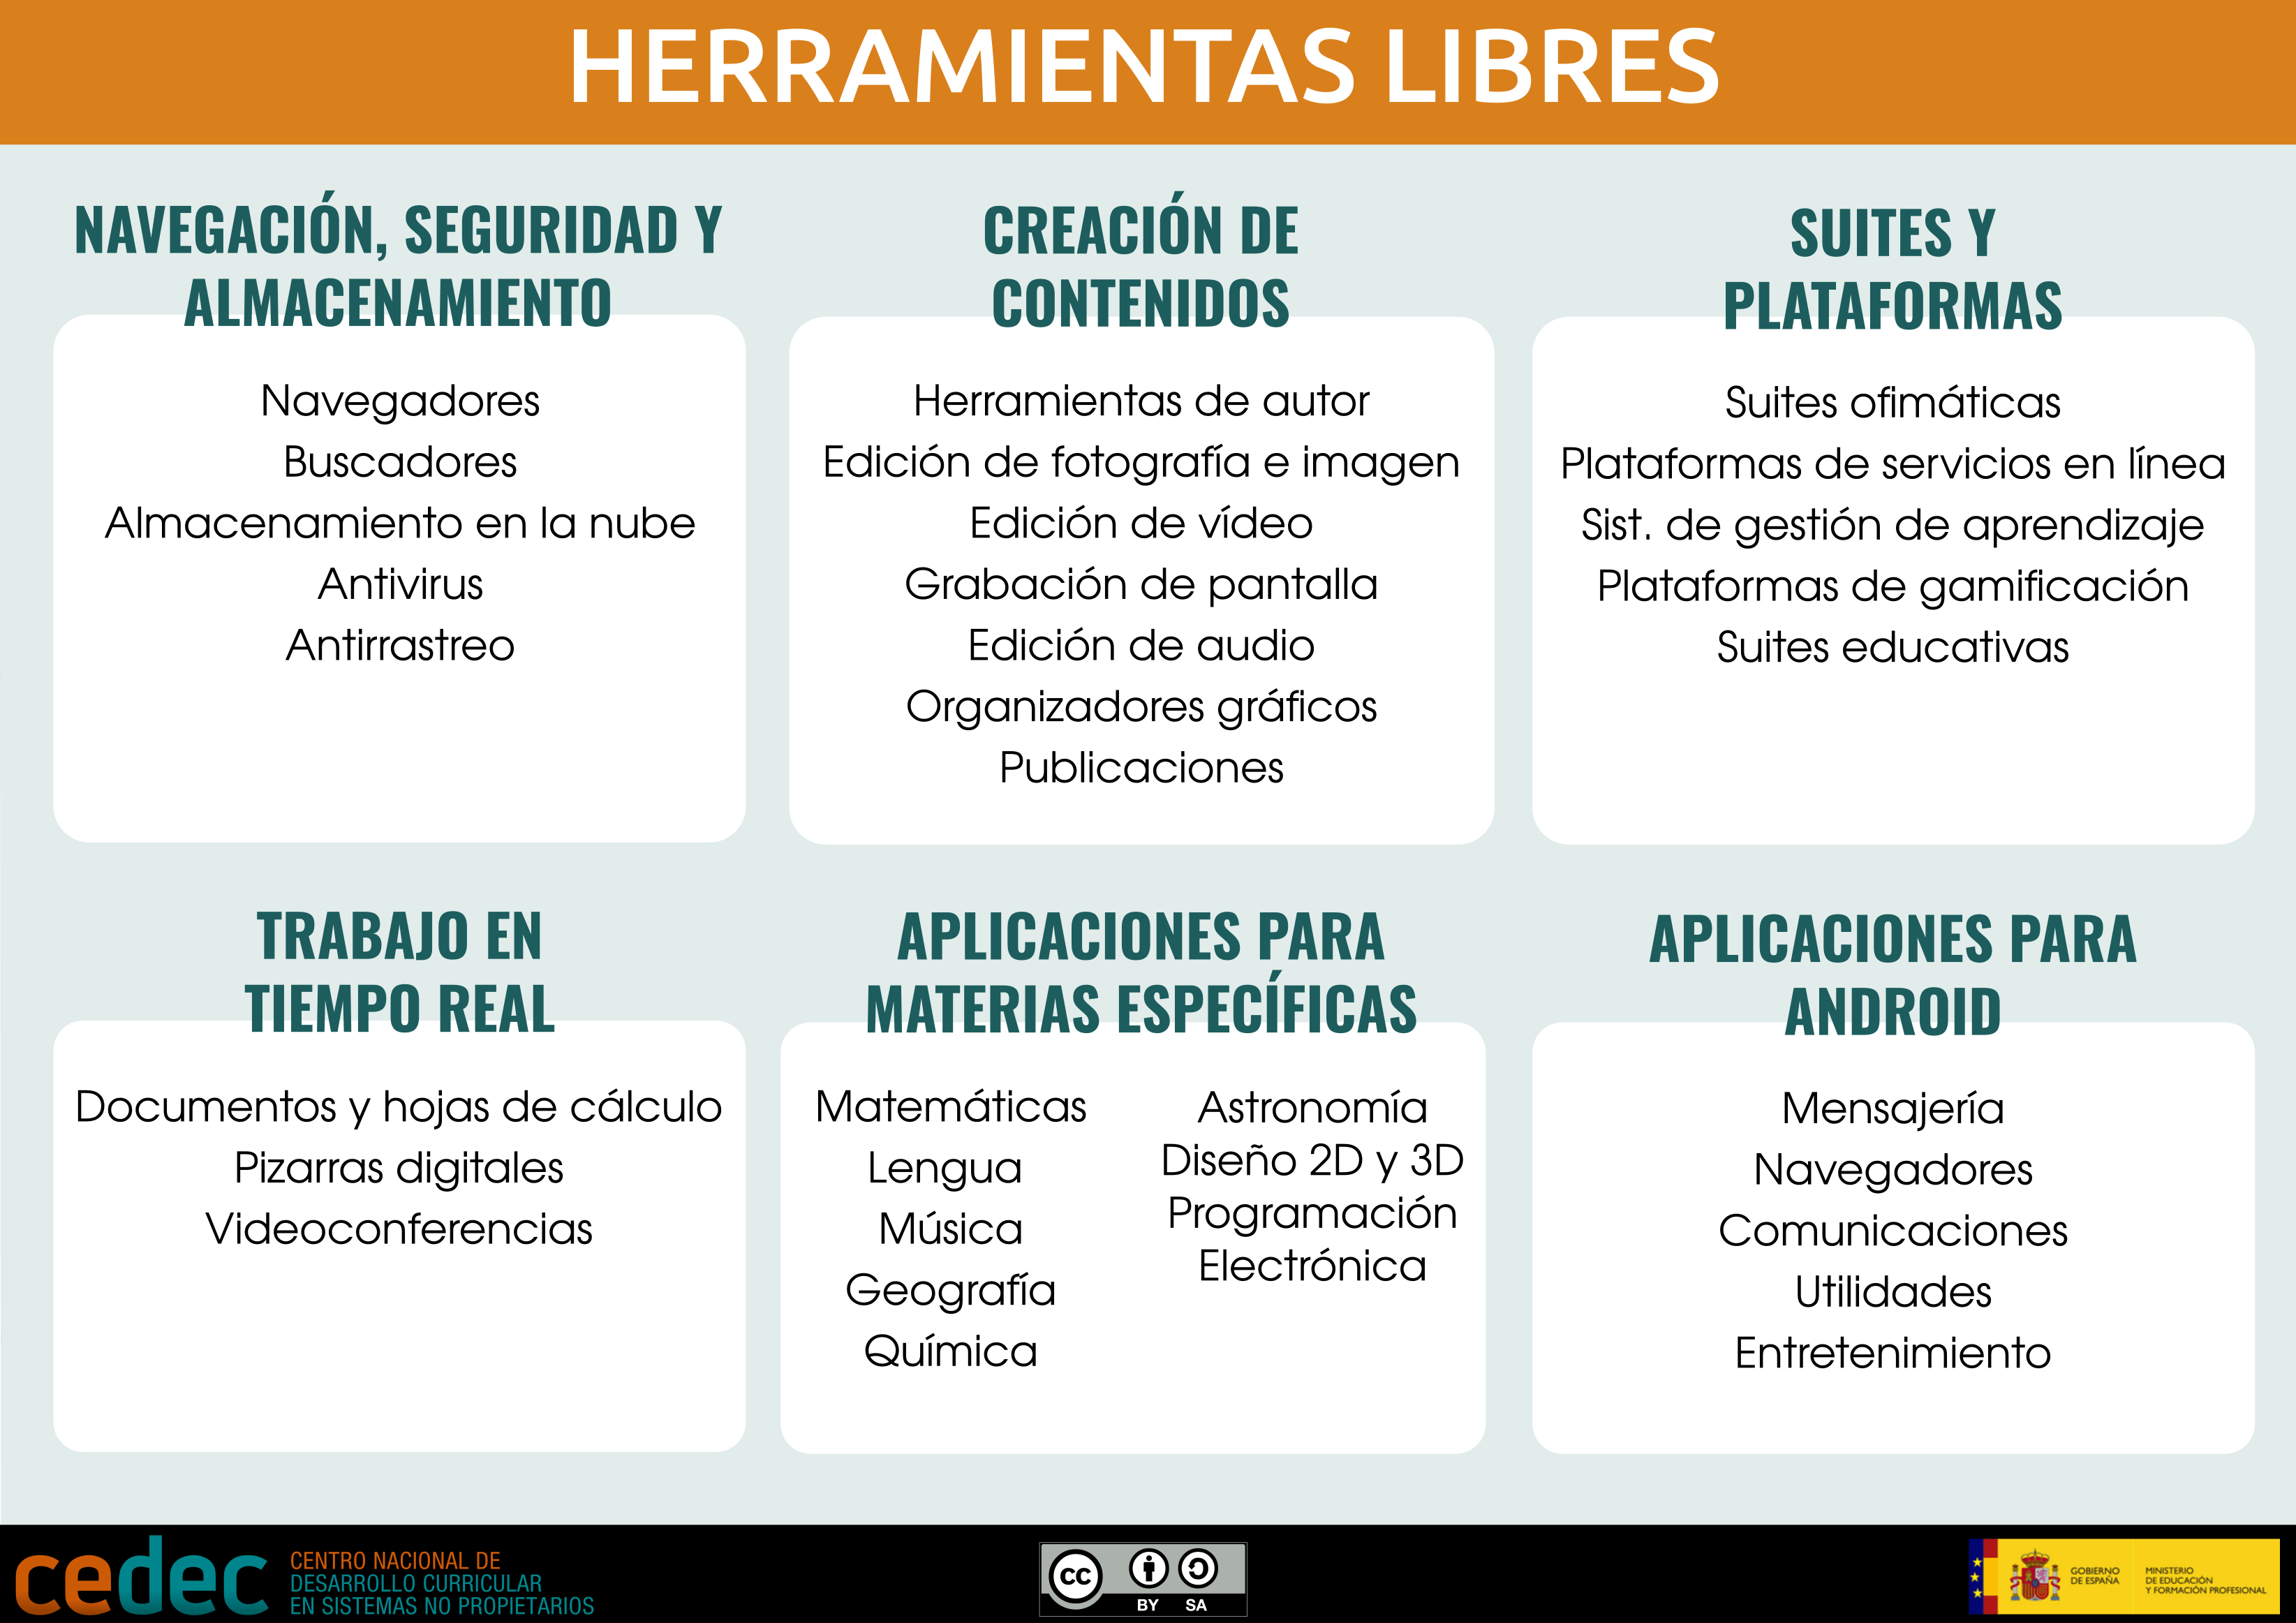 HERRAMIENTAS LIBRES
NAVEGACIÓN, SEGURIDAD Y
ALMACENAMIENTO
Navegadores
Buscadores
Almacenamiento en la nube
Antivirus
Antirrastreo
CREACIÓN DE
CONTENIDOS
Herramientas de autor
Edición de fotografía e imagen
Edición de vídeo
Grabación de pantalla
Edición de audio
Organizadores gráficos
Publicaciones
SUITES Y
PLATAFORMAS
Suites ofimáticas
Plataformas de servicios en línea
Sist. de gestión de aprendizaje
Plataformas de gamificación
Suites educativas
TRABAJO EN
TIEMPO REAL
Documentos y hojas de cálculo
Pizarras digitales
Videoconferencias
APLICACIONES PARA
MATERIAS ESPECÍFICAS
Matemáticas
Lengua
Música
Geografía
Química
Astronomía
Diseño 2D y 3D
Programación
Electrónica
APLICACIONES PARA
ANDROID
Mensajería
Navegadores
Comunicaciones
Utilidades
Entretenimiento
cedec
CENTRO NACIONAL DE
DESARROLLO CURRICULAR
EN SISTEMAS NO PROPIETARIOS
cc
BY SA
GOBIERNO
DE ESPAÑA
MINISTERIO
DE EDUCACIÓN
Y FORMACIÓN PROFESIONAL